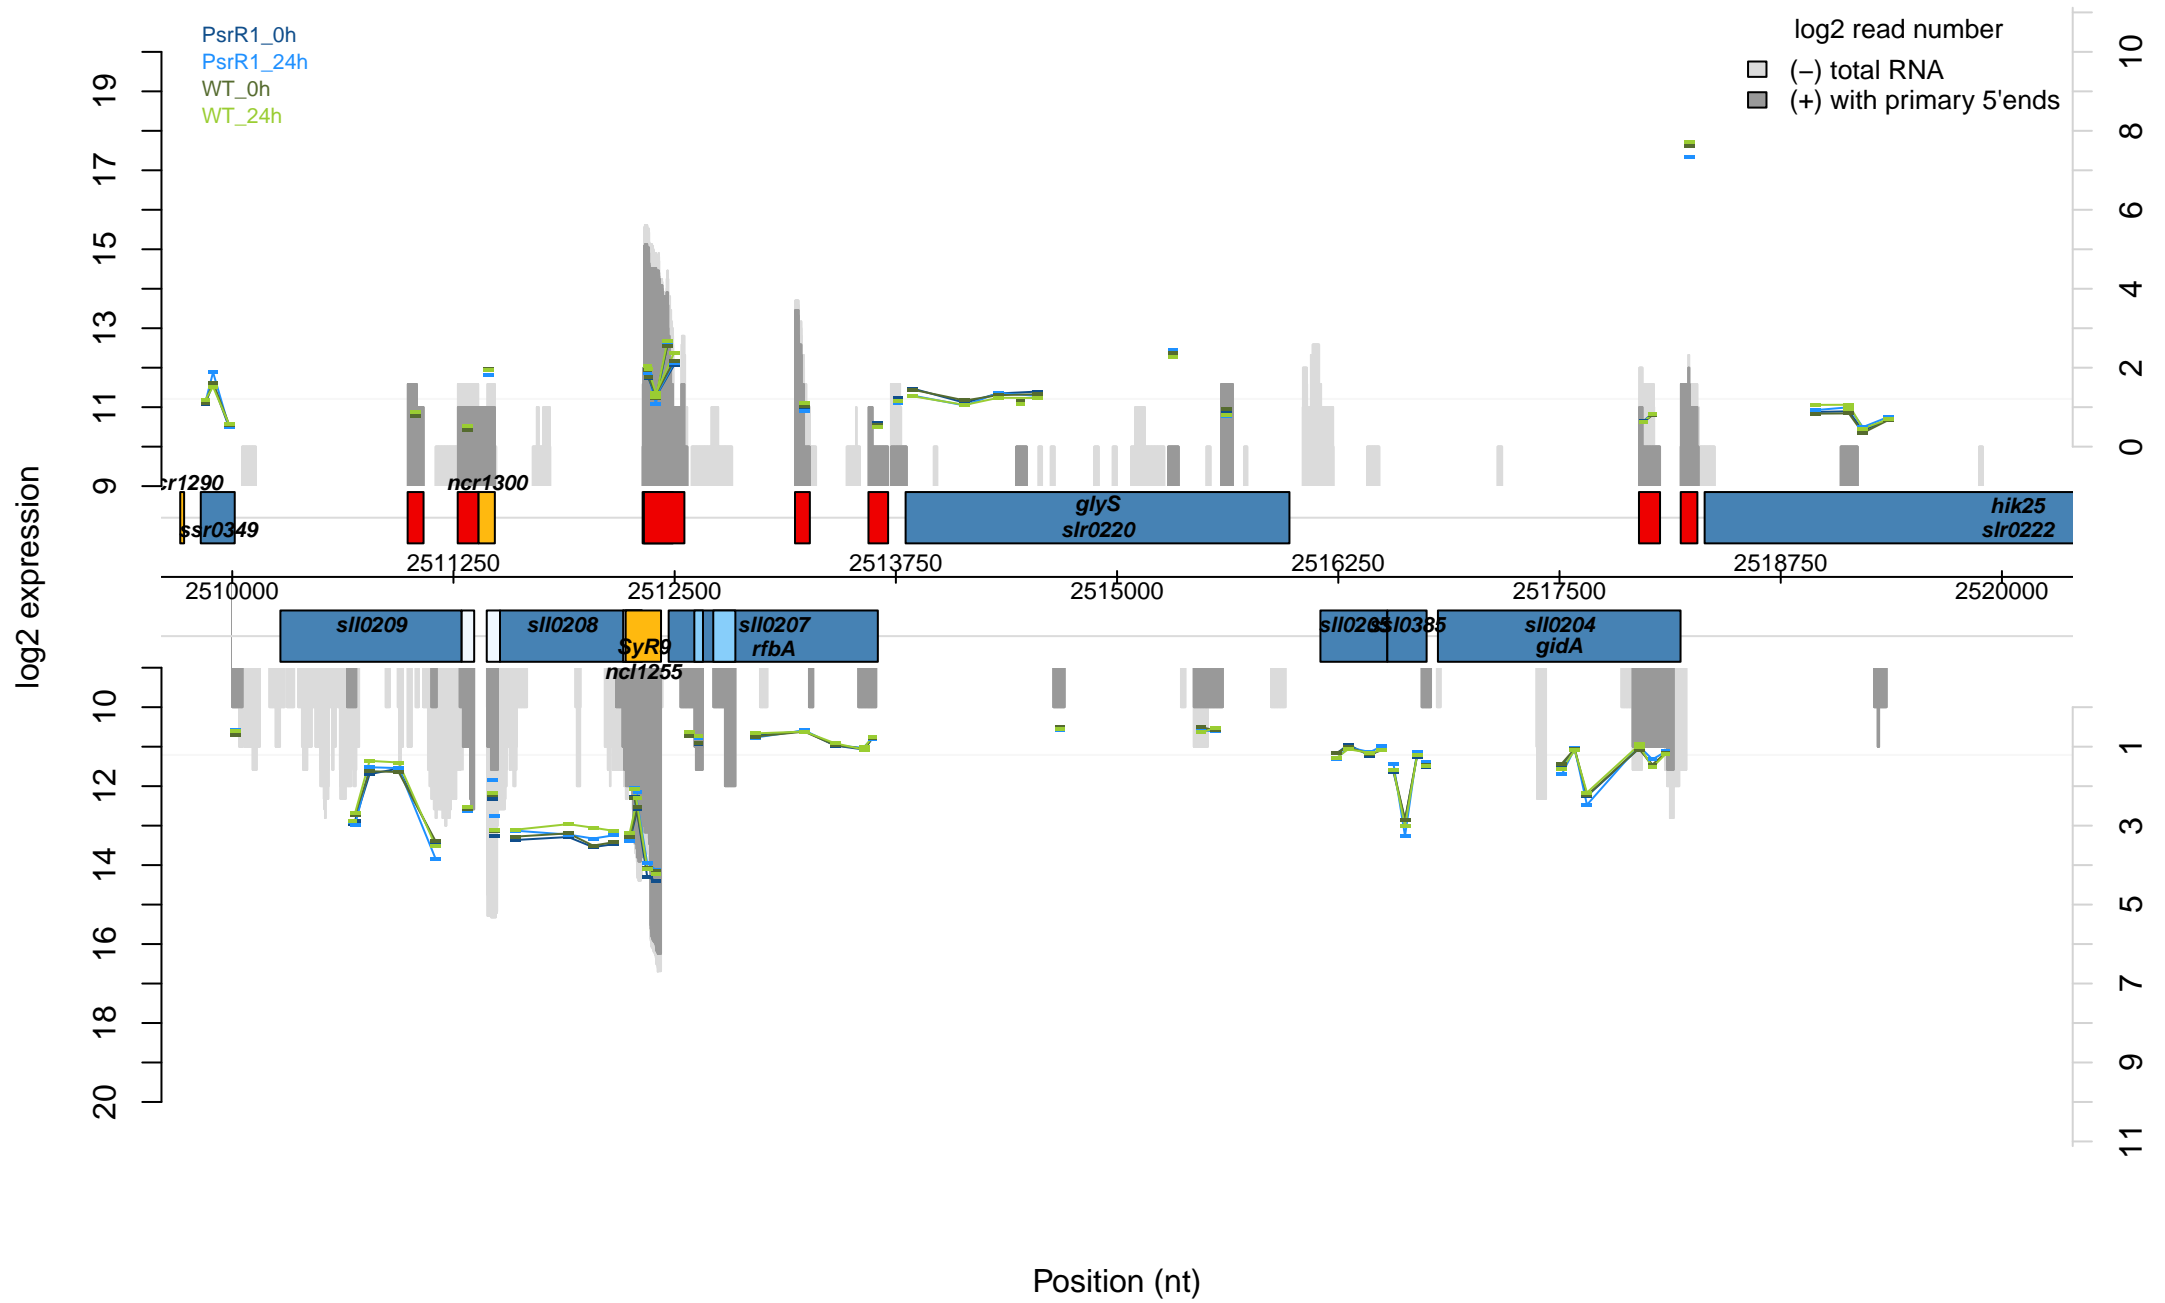 PsrR1_0h
PsrR1_24h
WT_0h
WT_24h
log2 read number
(−) total RNA
(+) with primary 5'ends
19
17
15
13
11
9
10
8
6
4
2
0
log2 expression
cr1290
ssr0349
ncr1300
glyS
slr0220
hik25
slr0222
2511250
2513750
2516250
2518750
2510000
2512500
2515000
2517500
2520000
sll0209
sll0208
SyR9
ncl1255
sll0207
rfbA
sll0205
ssl0385
sll0204
gidA
10
12
14
16
18
20
1
3
5
7
9
11
Position (nt)